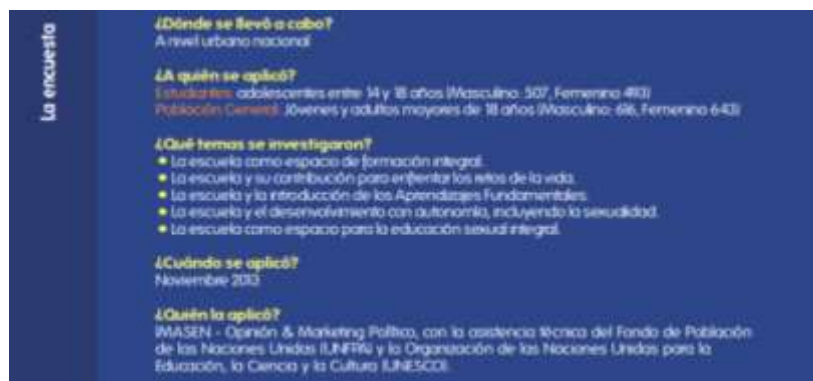 La encuesta
¿Dónde se llevó a cabo?
A nivel urbano nacional
¿A quién se aplicó?
Estudiantes: adolescentes entre 14 y 18 años (Masculino: 507, Femenino 493)
Población General: Jóvenes y adultos mayores de 18 años (Masculino: 616, Femenino 643)
¿Qué temas se investigaron?
• La escuela como espacio de formación integral.
• La escuela y su contribución para enfrentar los retos de la vida.
• La escuela y la introducción de los Aprendizajes Fundamentales.
• La escuela y el desenvolvimiento con autonomía, incluyendo la sexualidad.
• La escuela como espacio para la educación sexual integral.
¿Cuándo se aplicó?
Noviembre 2013
¿Quién la aplicó?
IMASEN - Opinión & Marketing Político, con la asistencia técnica del Fondo de Población
de las Naciones Unidas (UNFPA) y la Organización de las Naciones Unidas para la
Educación, la Ciencia y la Cultura (UNESCO).